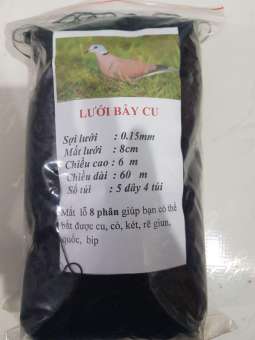 LƯỚI BẪY CU
Sợi lưới : 0.15mm
Mắt lưới : 8cm
Chiều cao : 6 m
Chiều dài : 60 m
Số túi : 5 dây 4 túi
Mắt lỗ 8 phân giúp bạn có thể
bắt được cu, cò, két, rẽ giun,
quốc, bịp